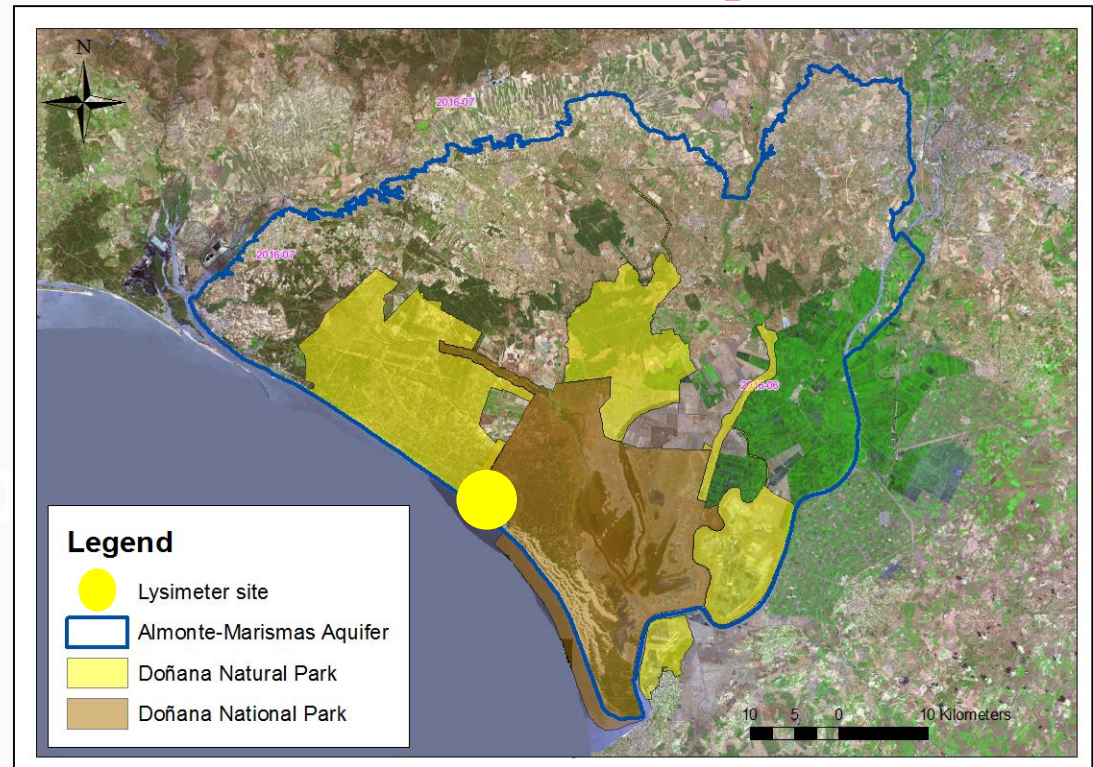 N
2016-07
2016-07
2016-06
Legend
Lysimeter site
Almonte-Marismas Aquifer
Doñana Natural Park
Doñana National Park
10 5 0 10 Kilometers